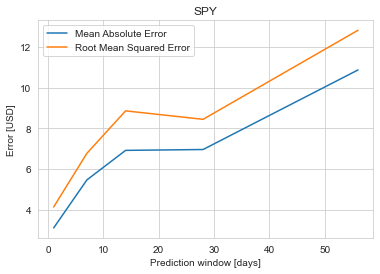 SPY
Mean Absolute Error
Root Mean Squared Error
Error [USD]
12
10
8
6
4
0 10 20 30 40 50
Prediction window [days]